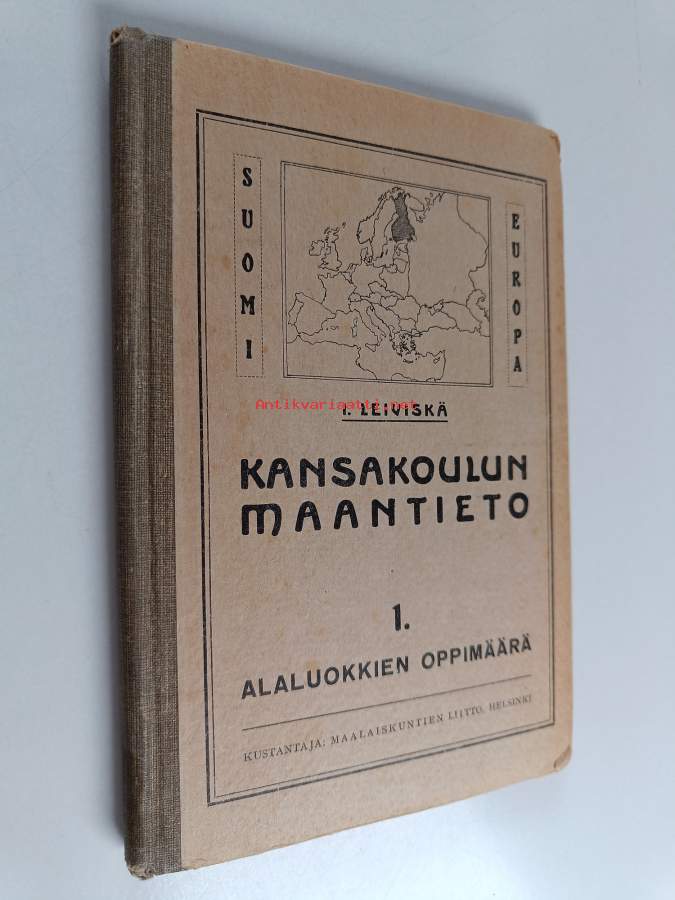 SUOMI
EUROPA
Antikvariaatti.net
I. LEIVISKÄ
KANSAKOULUN
MAANTIETO
1.
ALALUOKKIEN OPPIMÄÄRÄ
KUSTANTAJA: MAALAISKUNTIEN LIITTO, HELSINKI